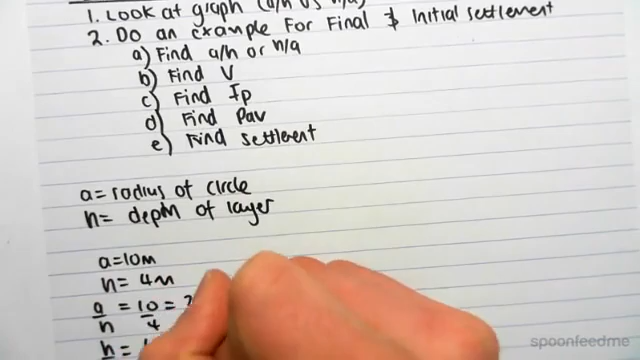 1. Look at graph (a/h vs h/a)
2. Do an example For Final & Initial settlement
a) Find a/h or h/a
b) Find V
c) Find Ip
d) Find Pav
e) Find settlement
a= radius of circle
h= depth of layer
a=10m
h= 4m
a/h = 10/4 =
h =
spoonfeedme